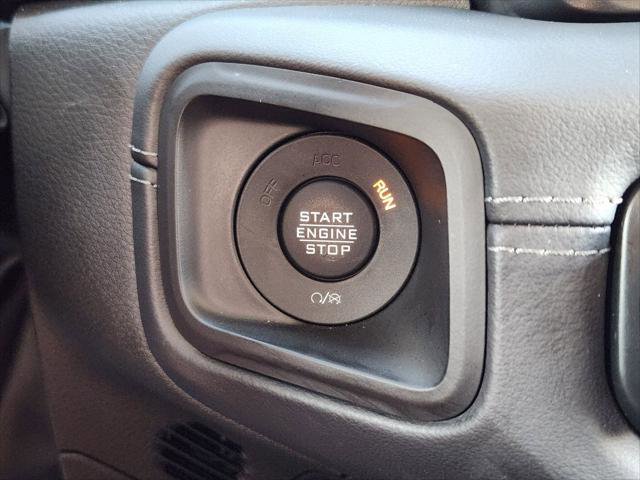 ACC
OFF
RUN
START
ENGINE
STOP